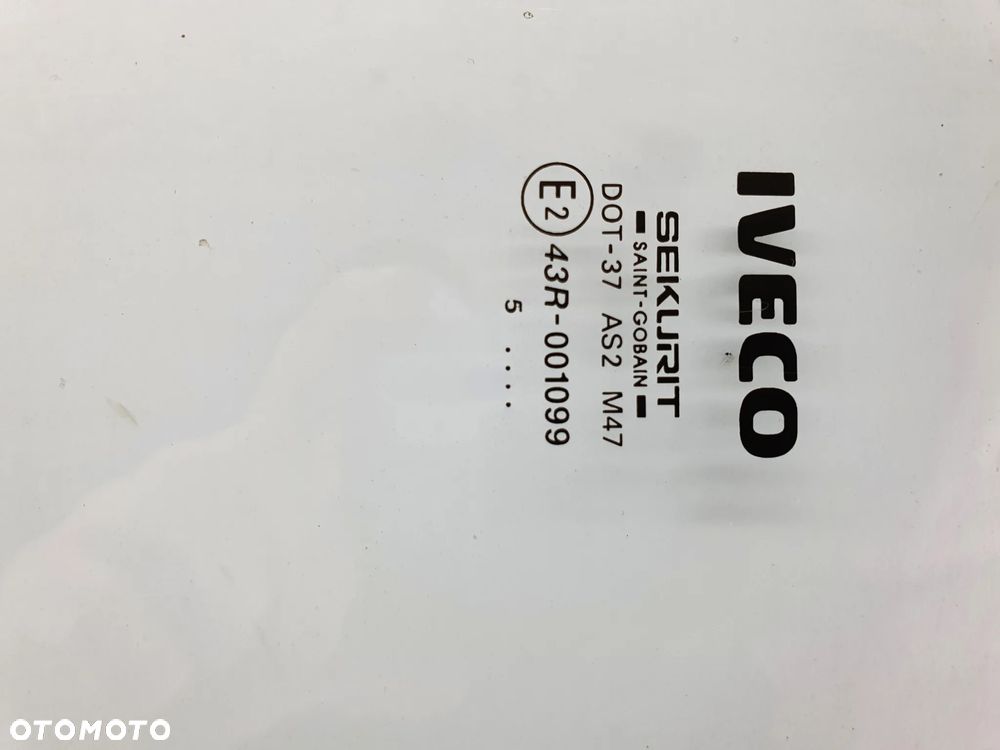 IVECO
SEKURIT
SAINT-GOBAIN
DOT-37 AS2 M47
E2 43R-001099
5 ....
OTOMOTO